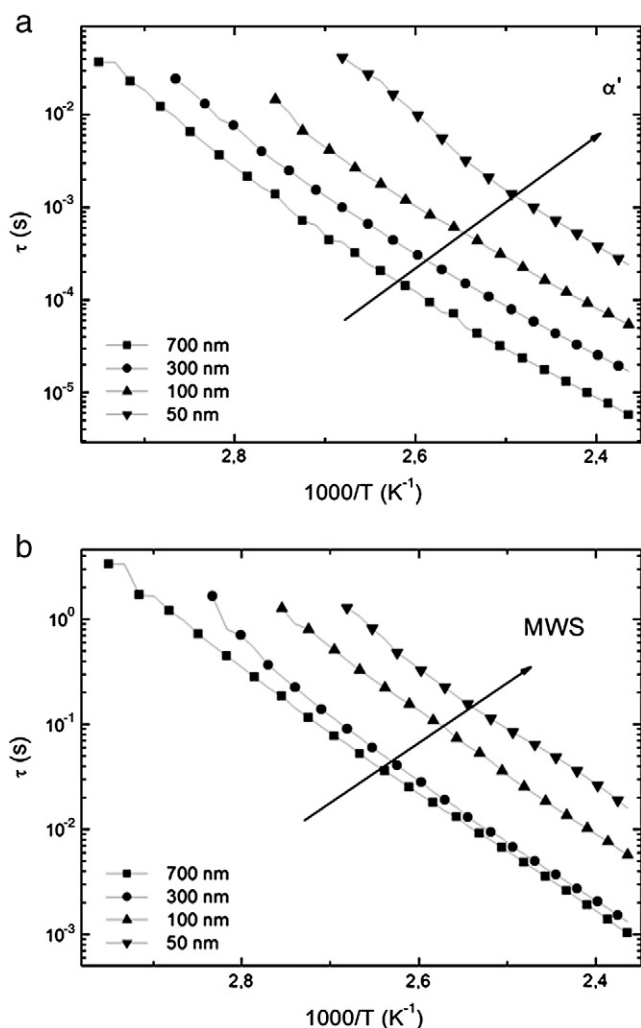 a
α'
10⁻²
10⁻³
10⁻⁴
10⁻⁵
τ (s)
700 nm
300 nm
100 nm
50 nm
2,8 2,6 2,4
1000/T (K⁻¹)
b
MWS
10⁰
10⁻¹
10⁻²
10⁻³
τ (s)
700 nm
300 nm
100 nm
50 nm
2,8 2,6 2,4
1000/T (K⁻¹)